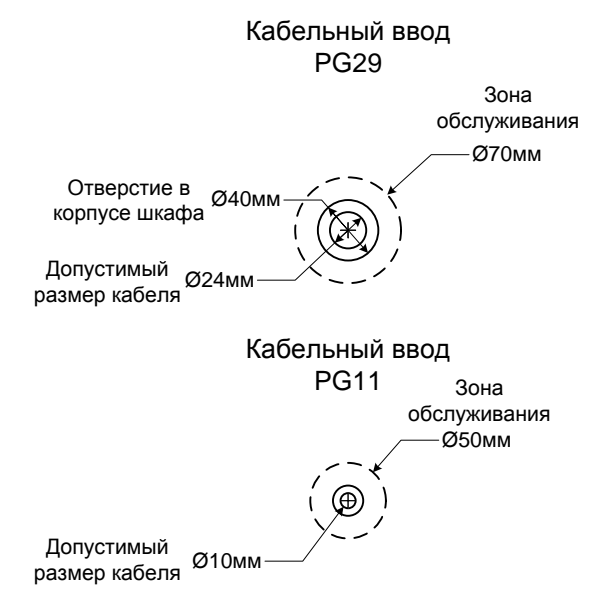 Кабельный ввод
PG29
Зона
обслуживания
Ø70мм
Отверстие в
корпусе шкафа
Ø40мм
Допустимый
размер кабеля
Ø24мм
Кабельный ввод
PG11
Зона
обслуживания
Ø50мм
Допустимый
размер кабеля
Ø10мм